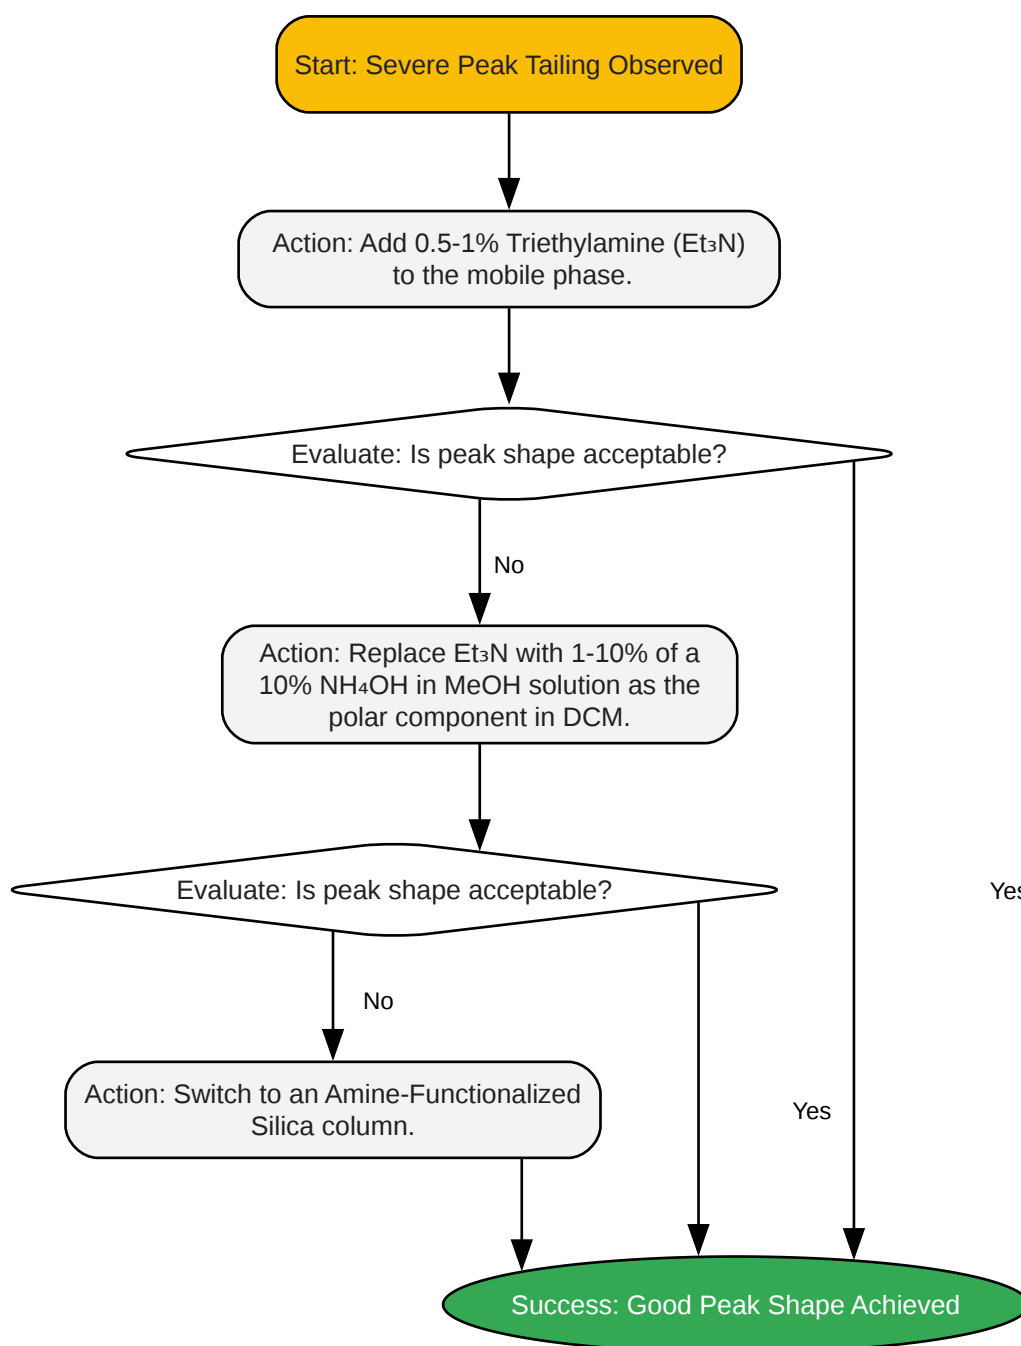 Start: Severe Peak Tailing Observed
Action: Add 0.5-1% Triethylamine (Et₃N)
to the mobile phase.
Evaluate: Is peak shape acceptable?
No
Action: Replace Et₃N with 1-10% of a
10% NH₄OH in MeOH solution as the
polar component in DCM.
Evaluate: Is peak shape acceptable?
Yes
No
Action: Switch to an Amine-Functionalized
Silica column.
Yes
Success: Good Peak Shape Achieved